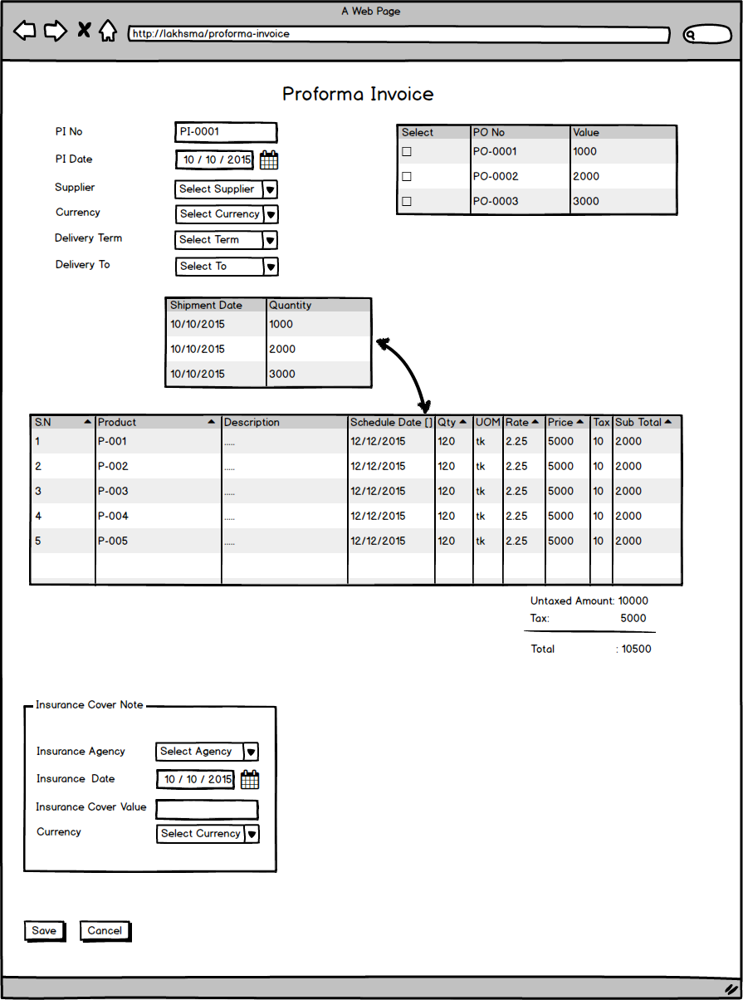 A Web Page
http://lakhsma/proforma-invoice
Proforma Invoice
PI No PI-0001
PI Date 10 / 10 / 2015
Supplier Select Supplier
Currency Select Currency
Delivery Term Select Term
Delivery To Select To
Select PO No Value
PO-0001 1000
PO-0002 2000
PO-0003 3000
Shipment Date Quantity
10/10/2015 1000
10/10/2015 2000
10/10/2015 3000
S.N Product Description Schedule Date [] Qty UOM Rate Price Tax Sub Total
1 P-001 ..... 12/12/2015 120 tk 2.25 5000 10 2000
2 P-002 ..... 12/12/2015 120 tk 2.25 5000 10 2000
3 P-003 ..... 12/12/2015 120 tk 2.25 5000 10 2000
4 P-004 ..... 12/12/2015 120 tk 2.25 5000 10 2000
5 P-005 ..... 12/12/2015 120 tk 2.25 5000 10 2000
Untaxed Amount: 10000
Tax: 5000
Total : 10500
Insurance Cover Note
Insurance Agency Select Agency
Insurance Date 10 / 10 / 2015
Insurance Cover Value
Currency Select Currency
Save Cancel